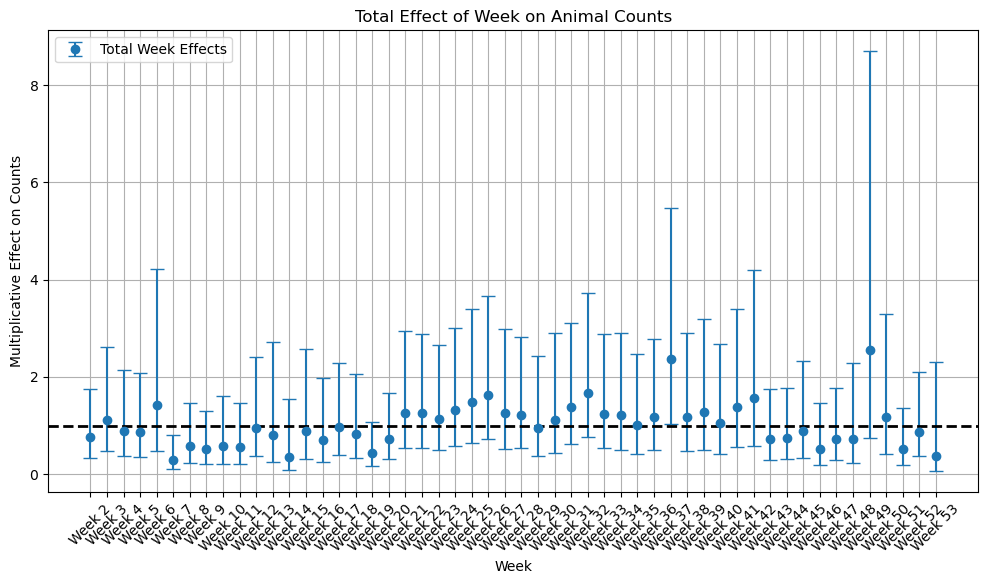 Total Effect of Week on Animal Counts
Total Week Effects
Multiplicative Effect on Counts
8
6
4
2
0
Week 2
Week 3
Week 4
Week 5
Week 6
Week 7
Week 8
Week 9
Week 10
Week 11
Week 12
Week 13
Week 14
Week 15
Week 16
Week 17
Week 18
Week 19
Week 20
Week 21
Week 22
Week 23
Week 24
Week 25
Week 26
Week 27
Week 28
Week 29
Week 30
Week 31
Week 32
Week 33
Week 34
Week 35
Week 36
Week 37
Week 38
Week 39
Week 40
Week 41
Week 42
Week 43
Week 44
Week 45
Week 46
Week 47
Week 48
Week 49
Week 50
Week 51
Week 52
Week 53
Week